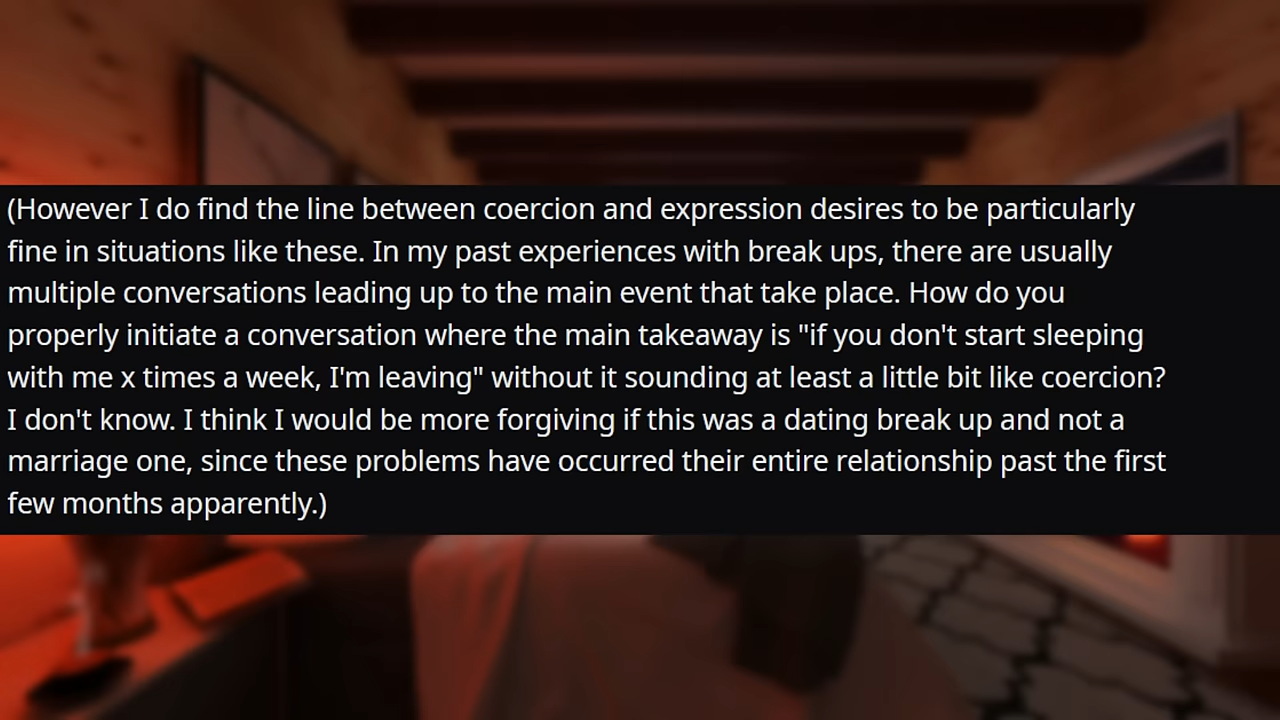 (However I do find the line between coercion and expression desires to be particularly
fine in situations like these. In my past experiences with break ups, there are usually
multiple conversations leading up to the main event that take place. How do you
properly initiate a conversation where the main takeaway is "if you don't start sleeping
with me x times a week, I'm leaving" without it sounding at least a little bit like coercion?
I don't know. I think I would be more forgiving if this was a dating break up and not a
marriage one, since these problems have occurred their entire relationship past the first
few months apparently.)